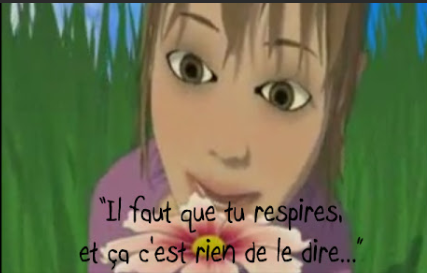 "Il faut que tu respires,
et ça c'est rien de le dire..."